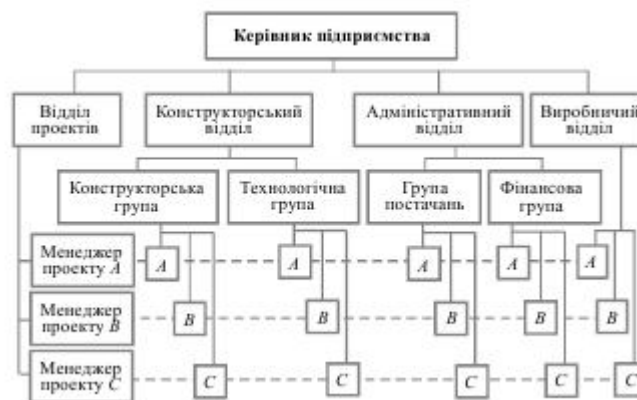 Керівник підприємства
Відділ
проектів
Конструкторський
відділ
Адміністративний
відділ
Виробничий
відділ
Конструкторська
група
Технологічна
група
Група
постачань
Фінансова
група
Менеджер
проекту А
А
А
А
А
А
Менеджер
проекту В
В
В
В
В
В
Менеджер
проекту С
С
С
С
С
С